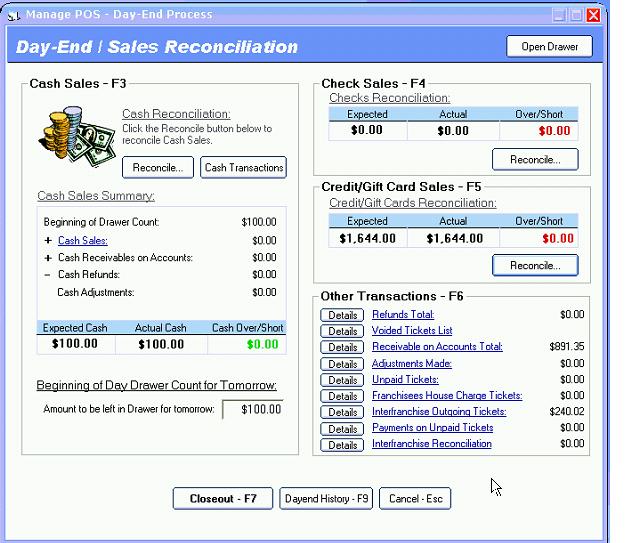 Manage POS - Day-End Process
Day-End / Sales Reconciliation
Open Drawer
Cash Sales - F3
Cash Reconciliation:
Click the Reconcile button below to
reconcile Cash Sales.
Reconcile... Cash Transactions
Cash Sales Summary:
Beginning of Drawer Count: $100.00
+ Cash Sales: $0.00
+ Cash Receivables on Accounts: $0.00
- Cash Refunds: $0.00
Cash Adjustments: $0.00
Expected Cash Actual Cash Cash Over/Short
$100.00 $100.00 $0.00
Beginning of Day Drawer Count for Tomorrow:
Amount to be left in Drawer for tomorrow: $100.00
Check Sales - F4
Checks Reconciliation:
Expected Actual Over/Short
$0.00 $0.00 $0.00
Reconcile...
Credit/Gift Card Sales - F5
Credit/Gift Cards Reconciliation:
Expected Actual Over/Short
$1,644.00 $1,644.00 $0.00
Reconcile...
Other Transactions - F6
Details Refunds Total: $0.00
Details Voided Tickets List
Details Receivable on Accounts Total: $891.35
Details Adjustments Made: $0.00
Details Unpaid Tickets: $0.00
Details Franchisees House Charge Tickets: $0.00
Details Interfranchise Outgoing Tickets: $240.02
Details Payments on Unpaid Tickets $0.00
Details Interfranchise Reconciliation $0.00
Closeout - F7 Dayend History - F9 Cancel - Esc